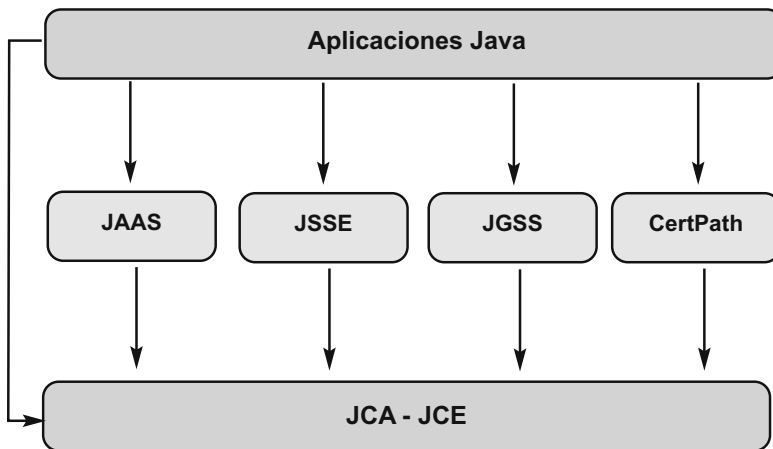 Aplicaciones Java
JAAS
JSSE
JGSS
CertPath
JCA - JCE